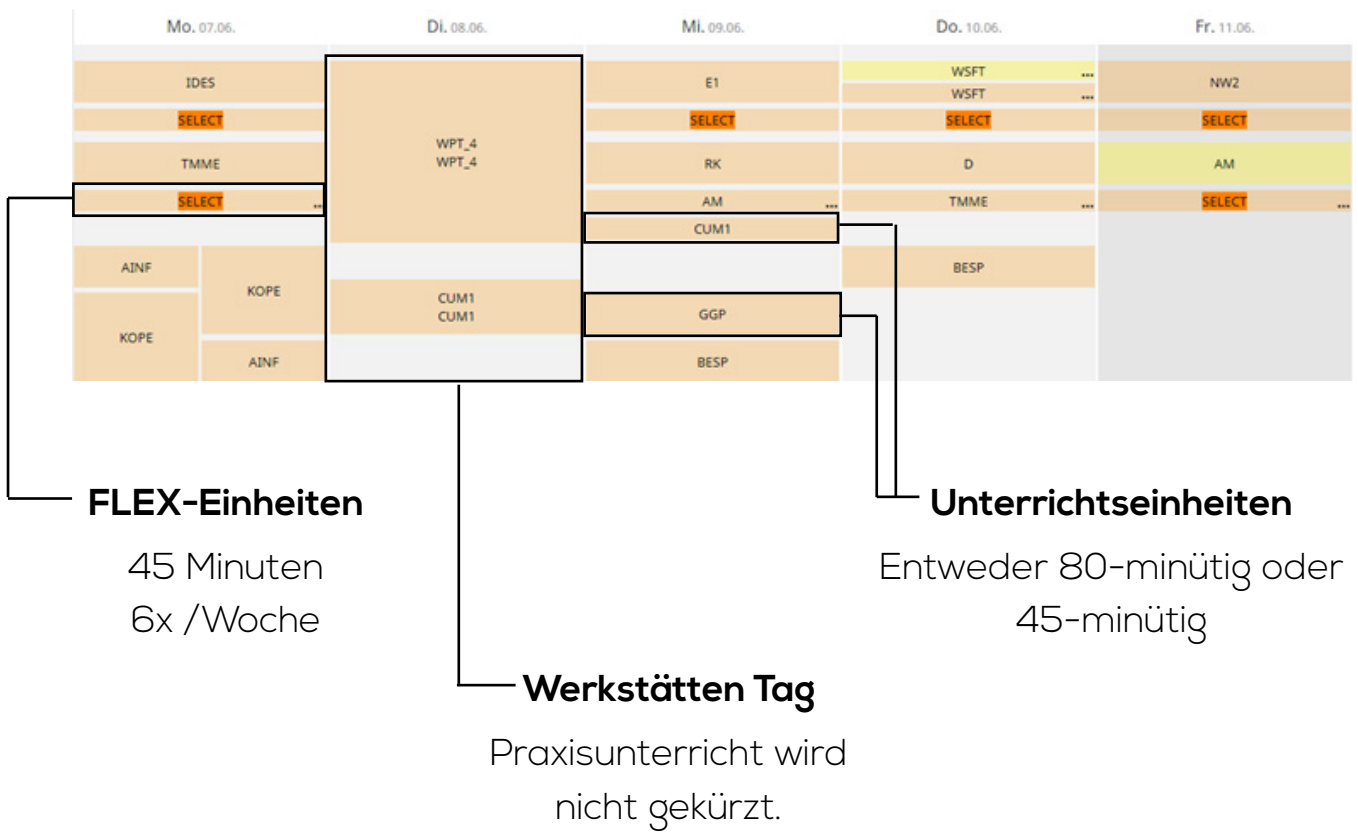 Mo. 07.06.
Di. 08.06.
Mi. 09.06.
Do. 10.06.
Fr. 11.06.
IDES
SELECT
TMME
SELECT ...
AINF
KOPE
KOPE
AINF
WPT_4
WPT_4
CUM1
CUM1
E1
SELECT
RK
AM ...
CUM1
GGP
BESP
WSFT ...
WSFT ...
SELECT
D
TMME ...
BESP
NW2
SELECT
AM
SELECT ...
FLEX-Einheiten
45 Minuten
6x /Woche
Werkstätten Tag
Praxisunterricht wird
nicht gekürzt.
Unterrichtseinheiten
Entweder 80-minütig oder
45-minütig